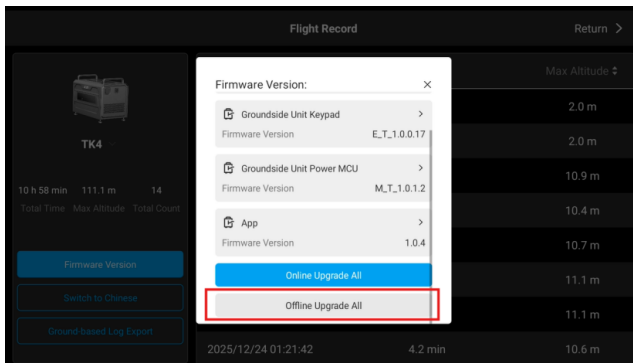 Flight Record
Return >
Firmware Version:
Max Altitude
Groundside Unit Keypad
Firmware Version E_T_1.0.0.17
2.0 m
TK4
2.0 m
Groundside Unit Power MCU
Firmware Version M_T_1.0.1.2
10.9 m
10 h 58 min 111.1 m 14
Total Time Max Altitude Total Count
10.4 m
App
Firmware Version 1.0.4
10.7 m
Firmware Version
Online Upgrade All
11.1 m
Switch to Chinese
Offline Upgrade All
11.1 m
Ground-based Log Export
2025/12/24 01:21:42 4.2 min 10.6 m